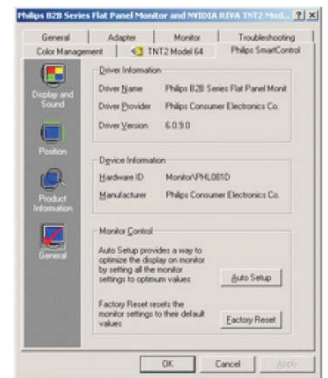 Philips B2B Series Flat Panel Monitor and NVIDIA RIVA TNT2 Mod...
General Adapter Monitor Troubleshooting
Color Management TNT2 Model 64 Philips SmartControl
Display and
Sound
Position
Product
Information
General
Driver Information
Driver Name Philips B2B Series Flat Panel Monit
Driver Provider Philips Consumer Electronics Co.
Driver Version 6.0.9.0
Device Information
Hardware ID Monitor\PHL081D
Manufacturer Philips Consumer Electronics Co.
Monitor Control
Auto Setup provides a way to
optimize the display on monitor
by setting all the monitor
settings to optimum values
Auto Setup
Factory Reset resets the
monitor settings to their default
values
Factory Reset
OK Cancel Apply